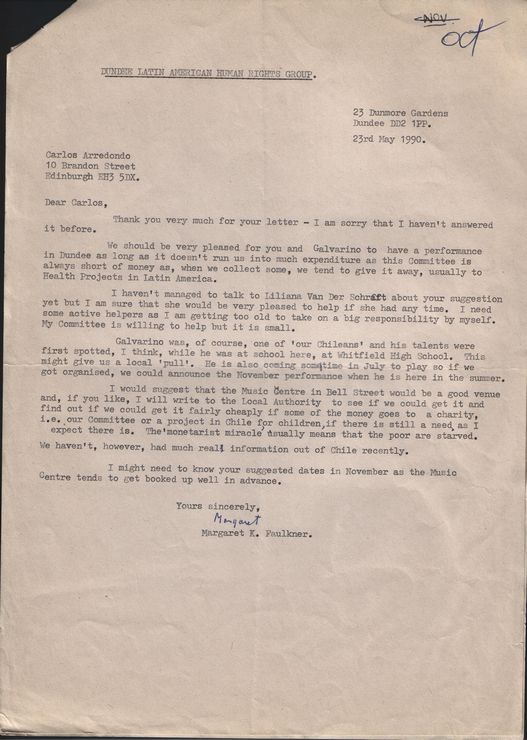 NOV.
Oct
DUNDEE LATIN AMERICAN HUMAN RIGHTS GROUP.
23 Dunmore Gardens
Dundee DD2 1PP.
23rd May 1990.
Carlos Arredondo
10 Brandon Street
Edinburgh EH3 5DX.
Dear Carlos,
Thank you very much for your letter - I am sorry that I haven't answered
it before.
We should be very pleased for you and Galvarino to have a performance
in Dundee as long as it doesn't run us into much expenditure as this Committee is
always short of money as, when we collect some, we tend to give it away, usually to
Health Projects in Latin America.
I haven't managed to talk to Liliana Van Der Schraft about your suggestion
yet but I am sure that she would be very pleased to help if she had any time. I need
some active helpers as I am getting too old to take on a big responsibility by myself.
My Committee is willing to help but it is small.
Galvarino was, of course, one of 'our Chileans' and his talents were
first spotted, I think, while he was at school here, at Whitfield High School. This
might give us a local 'pull'. He is also coming sometime in July to play so if we
got organised, we could announce the November performance when he is here in the summer.
I would suggest that the Music Centre in Bell Street would be a good venue
and, if you like, I will write to the Local Authority to see if we could get it and
find out if we could get it fairly cheaply if some of the money goes to a charity,
i.e. our Committee or a project in Chile for children, if there is still a need as I
expect there is. The 'monetarist miracle' usually means that the poor are starved.
We haven't, however, had much real information out of Chile recently.
I might need to know your suggested dates in November as the Music
Centre tends to get booked up well in advance.
Yours sincerely,
Margaret
Margaret K. Faulkner.